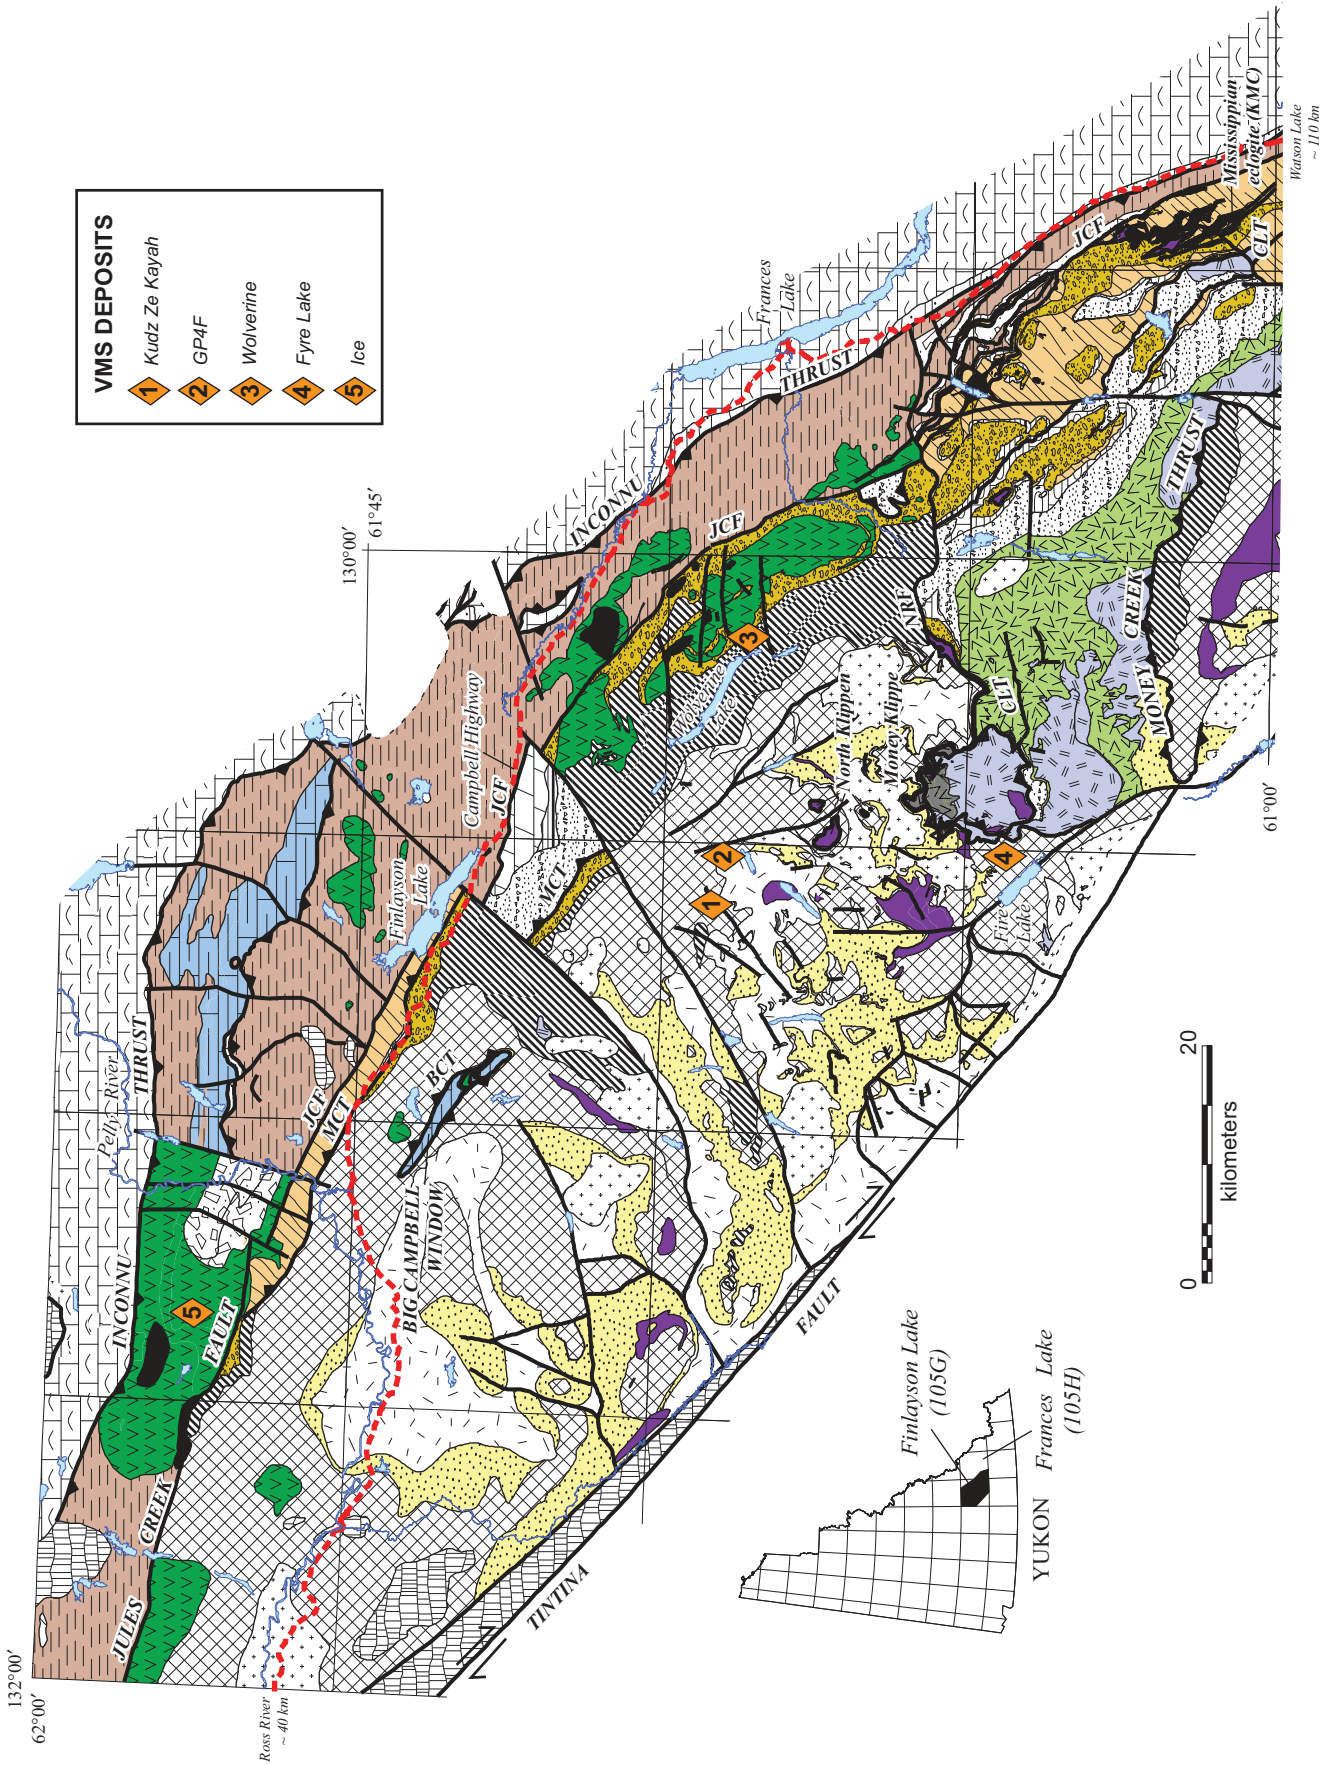 VMS DEPOSITS
1 Kudz Ze Kayah
2 GP4F
3 Wolverine
4 Fyre Lake
5 Ice
132°00′
62°00′
130°00′
61°45′
61°00′
Ross River
~ 40 km
Watson Lake
~ 110 km
JULES
CREEK
FAULT
INCONNU
THRUST
Pelly River
JCF
MCT
5
BIG CAMPBELL
WINDOW
BCT
Finlayson
Lake
Campbell Highway
JCF
MCT
INCONNU
THRUST
Frances
Lake
JCF
JCF
Mississippian
eclogite (KMC)
CLT
Wolverine
Lake
3
NRF
North Klippen
Money Klippe
CLT
MONEY
CREEK
THRUST
1
2
4
Fire
Lake
TINTINA
FAULT
0
20
kilometers
Finlayson Lake
(105G)
Frances Lake
(105H)
YUKON